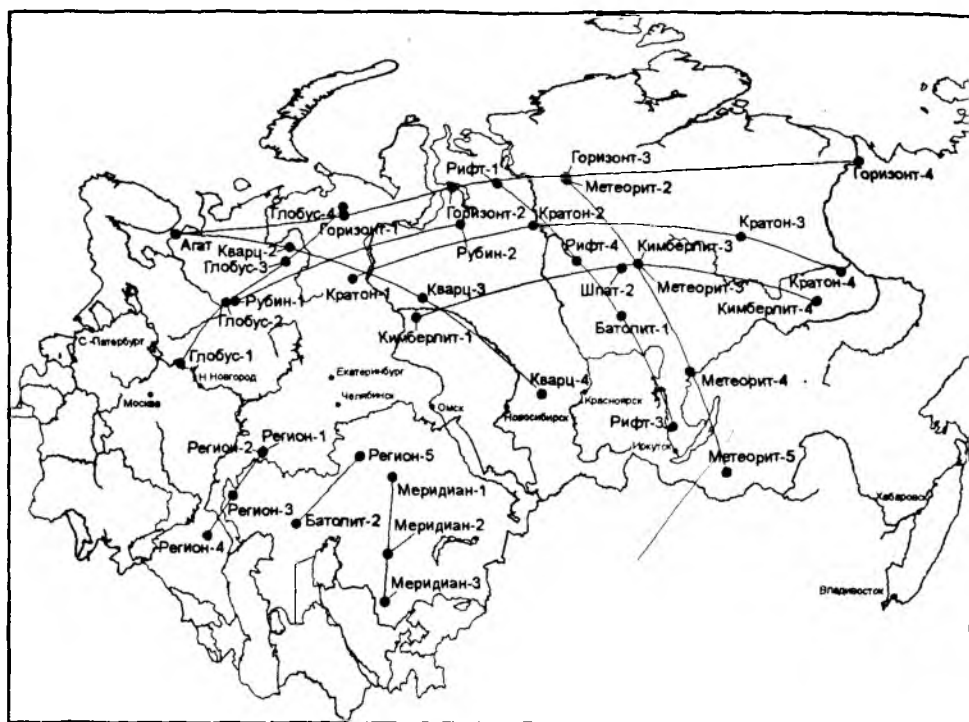 Горизонт-3
Рифт-1
Метеорит-2
Горизонт-4
Глобус-4
Горизонт-2
Кратон-2
Горизонт-1
Кратон-3
Агат
Кварц-2
Рифт-4
Кимберлит-3
Глобус-3
Рубин-2
Кратон-4
Кратон-1
Кварц-3
Шпат-2
Метеорит-3
Рубин-1
Кимберлит-4
Глобус-2
Батолит-1
Кимберлит-1
С.-Петербург
Глобус-1
Н.Новгород
Екатеринбург
Метеорит-4
Кварц-4
Москва
Челябинск
Омск
Новосибирск
Красноярск
Рифт-3
Регион-1
Регион-2
Иркутск
Регион-5
Метеорит-5
Меридиан-1
Хабаровск
Регион-3
Батолит-2
Меридиан-2
Регион-4
Меридиан-3
Владивосток